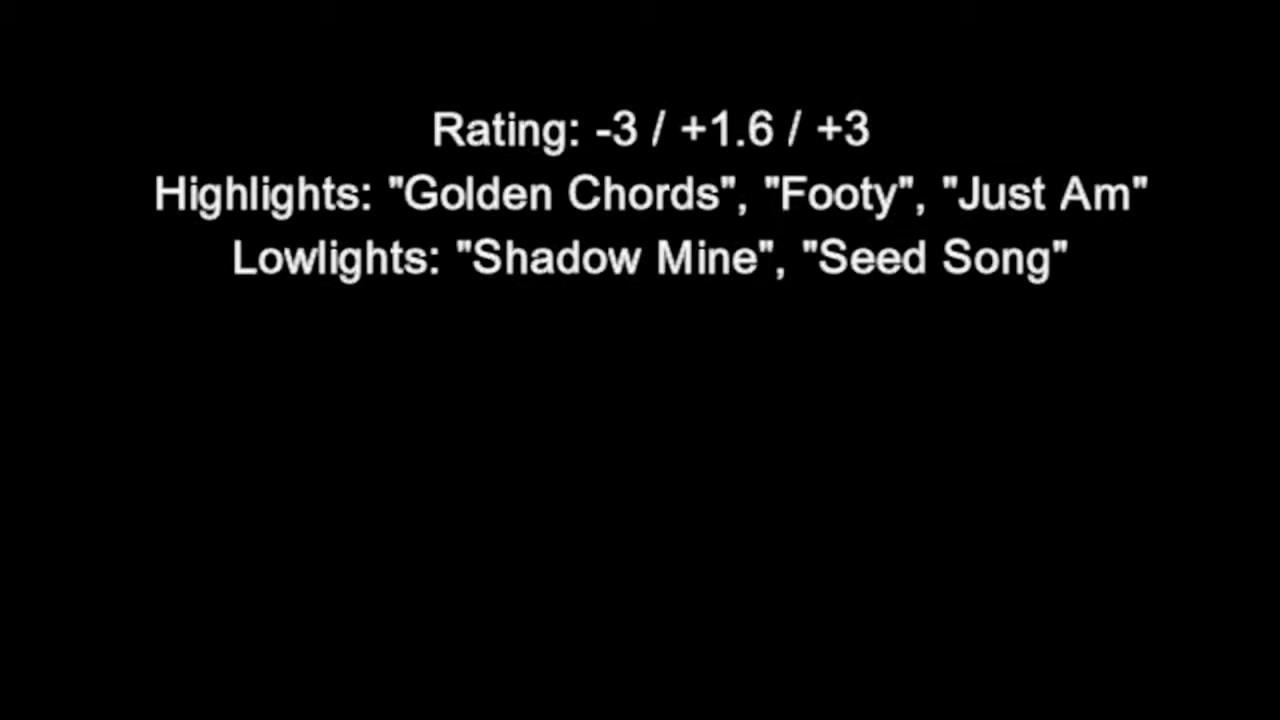 Rating: -3 / +1.6 / +3
Highlights: "Golden Chords", "Footy", "Just Am"
Lowlights: "Shadow Mine", "Seed Song"